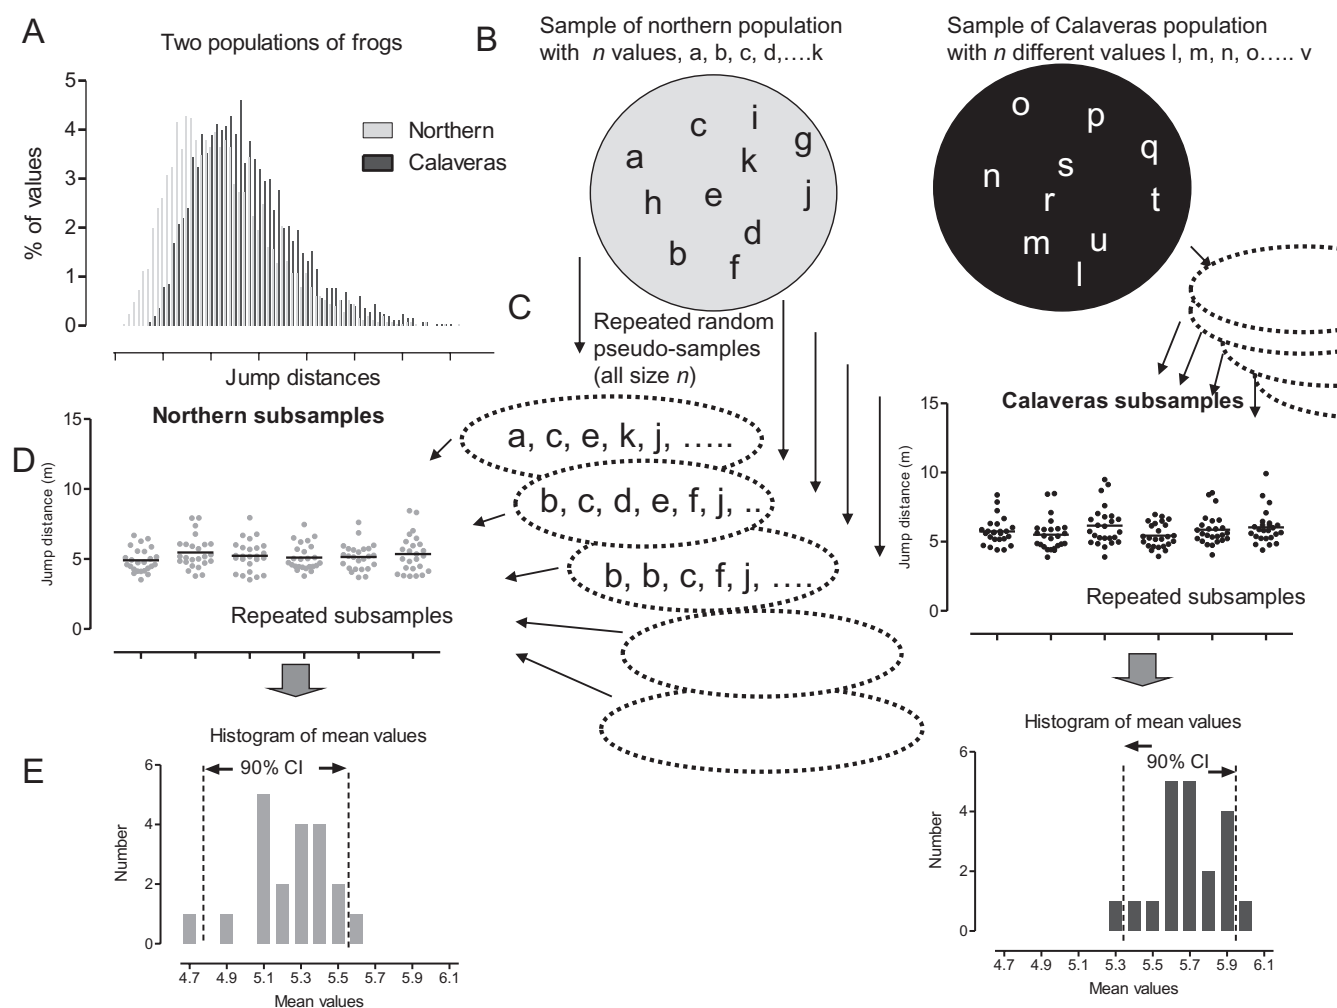 A
Two populations of frogs
5
4
3
2
1
0
% of values
Northern
Calaveras
Jump distances
B
Sample of northern population
with n values, a, b, c, d,....k
c
i
g
a
k
h
e
j
d
b
f
Sample of Calaveras population
with n different values l, m, n, o..... v
o
p
q
n
s
r
t
m
u
l
C
Repeated random
pseudo-samples
(all size n)
a, c, e, k, j, .....
b, c, d, e, f, j, ..
b, b, c, f, j, ....
D
Northern subsamples
15
10
5
0
Jump distance (m)
Repeated subsamples
Calaveras subsamples
15
10
5
0
Jump distance (m)
Repeated subsamples
E
Histogram of mean values
90% CI
6
4
2
0
Number
4.7 4.9 5.1 5.3 5.5 5.7 5.9 6.1
Mean values
Histogram of mean values
90% CI
6
4
2
0
Number
4.7 4.9 5.1 5.3 5.5 5.7 5.9 6.1
Mean values